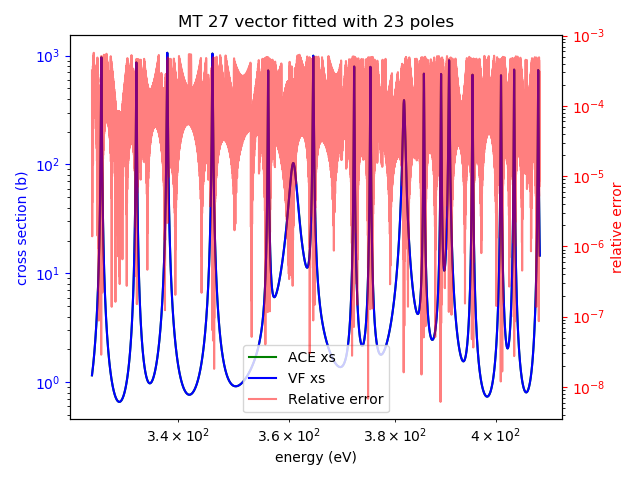 MT 27 vector fitted with 23 poles
10³
10² 
10¹
10⁰
cross section (b)
10⁻³
10⁻⁴
10⁻⁵
10⁻⁶
10⁻⁷
10⁻⁸
relative error
ACE xs
VF xs
Relative error
3.4 × 10² 3.6 × 10² 3.8 × 10² 4 × 10²
energy (eV)